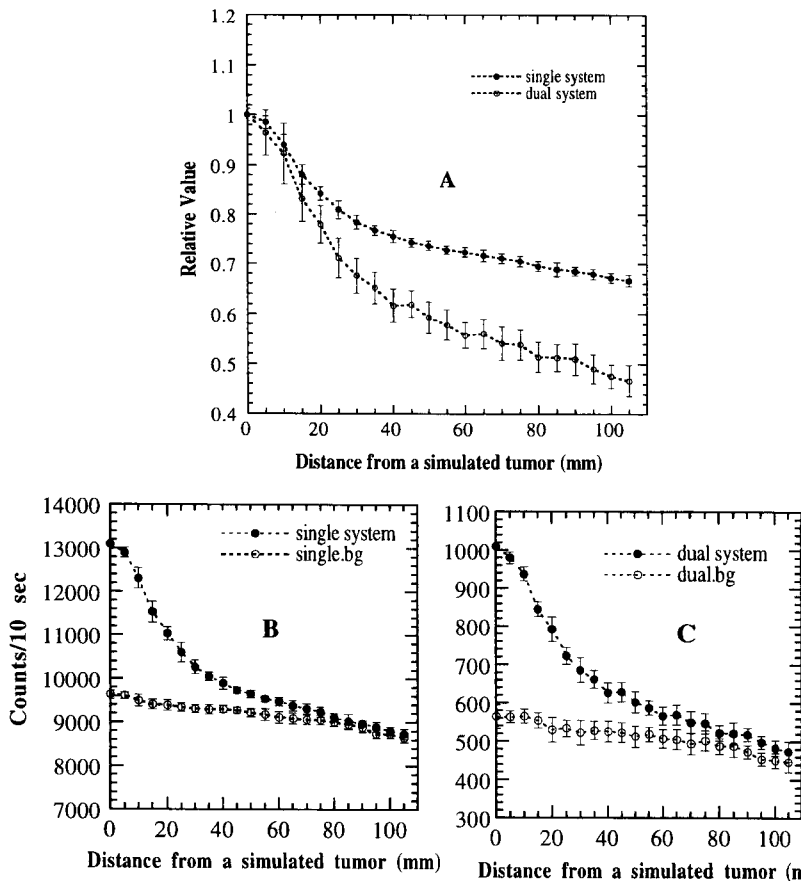 1.2
1.1
1
0.9
0.8
0.7
0.6
0.5
0.4
Relative Value
single system
dual system
A
0 20 40 60 80 100
Distance from a simulated tumor (mm)
14000
13000
12000
11000
10000
9000
8000
7000
Counts/10 sec
single system
single.bg
B
0 20 40 60 80 100
Distance from a simulated tumor (mm)
1100
1000
900
800
700
600
500
400
300
dual system
dual.bg
C
0 20 40 60 80 100
Distance from a simulated tumor (m